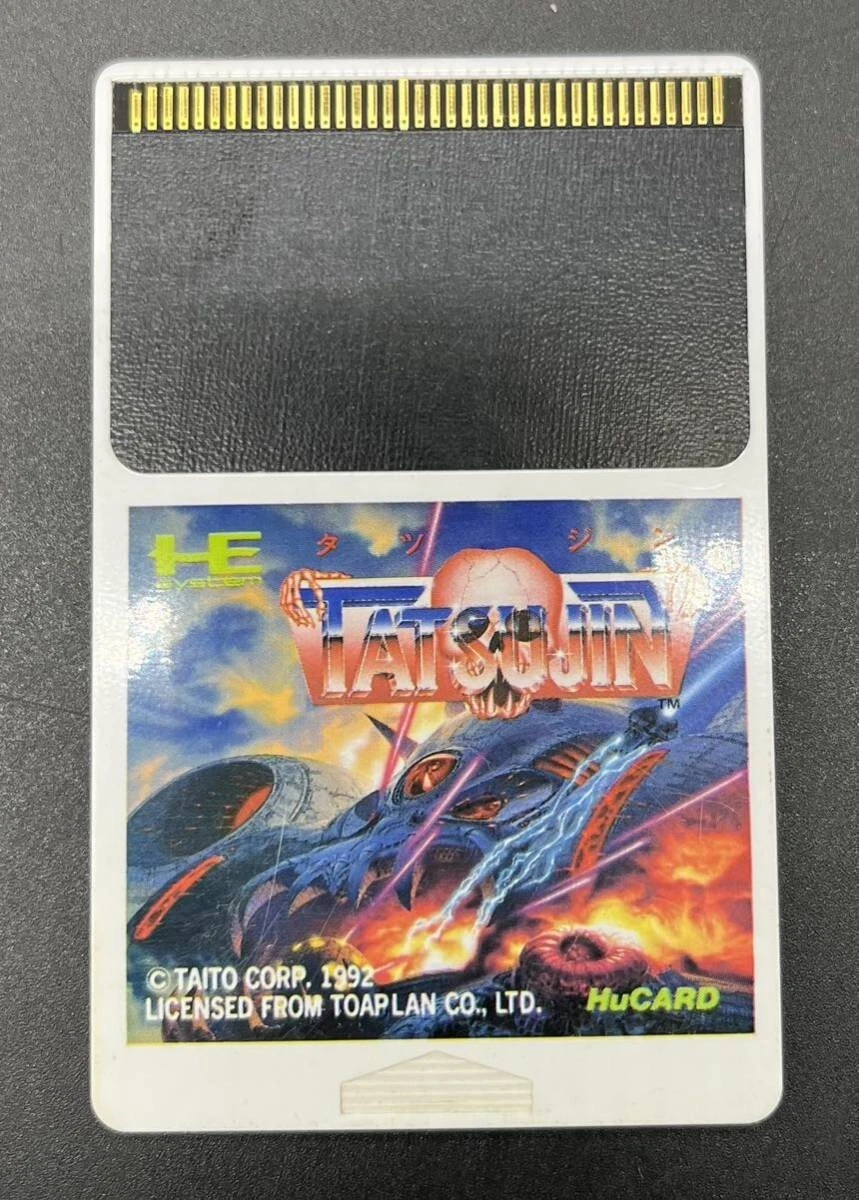 HE
system
タツジン
TATSUJIN
TM
© TAITO CORP. 1992
LICENSED FROM TOAPLAN CO., LTD.
HuCARD